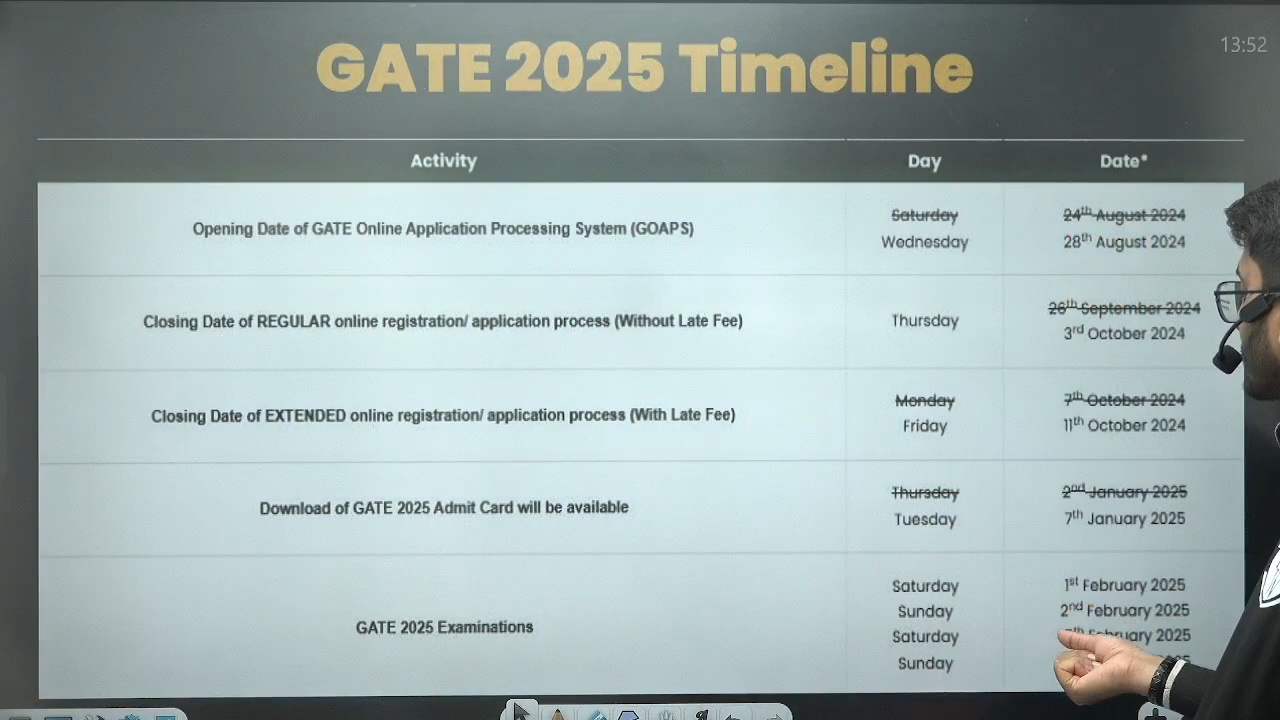 13:52
GATE 2025 Timeline
Activity Day Date*
Opening Date of GATE Online Application Processing System (GOAPS)
Saturday
Wednesday
24th August 2024
28th August 2024
Closing Date of REGULAR online registration/ application process (Without Late Fee)
Thursday
26th September 2024
3rd October 2024
Closing Date of EXTENDED online registration/ application process (With Late Fee)
Monday
Friday
7th October 2024
11th October 2024
Download of GATE 2025 Admit Card will be available
Thursday
Tuesday
2nd January 2025
7th January 2025
GATE 2025 Examinations
Saturday 1st February 2025
Sunday 2nd February 2025
Saturday February 2025
Sunday